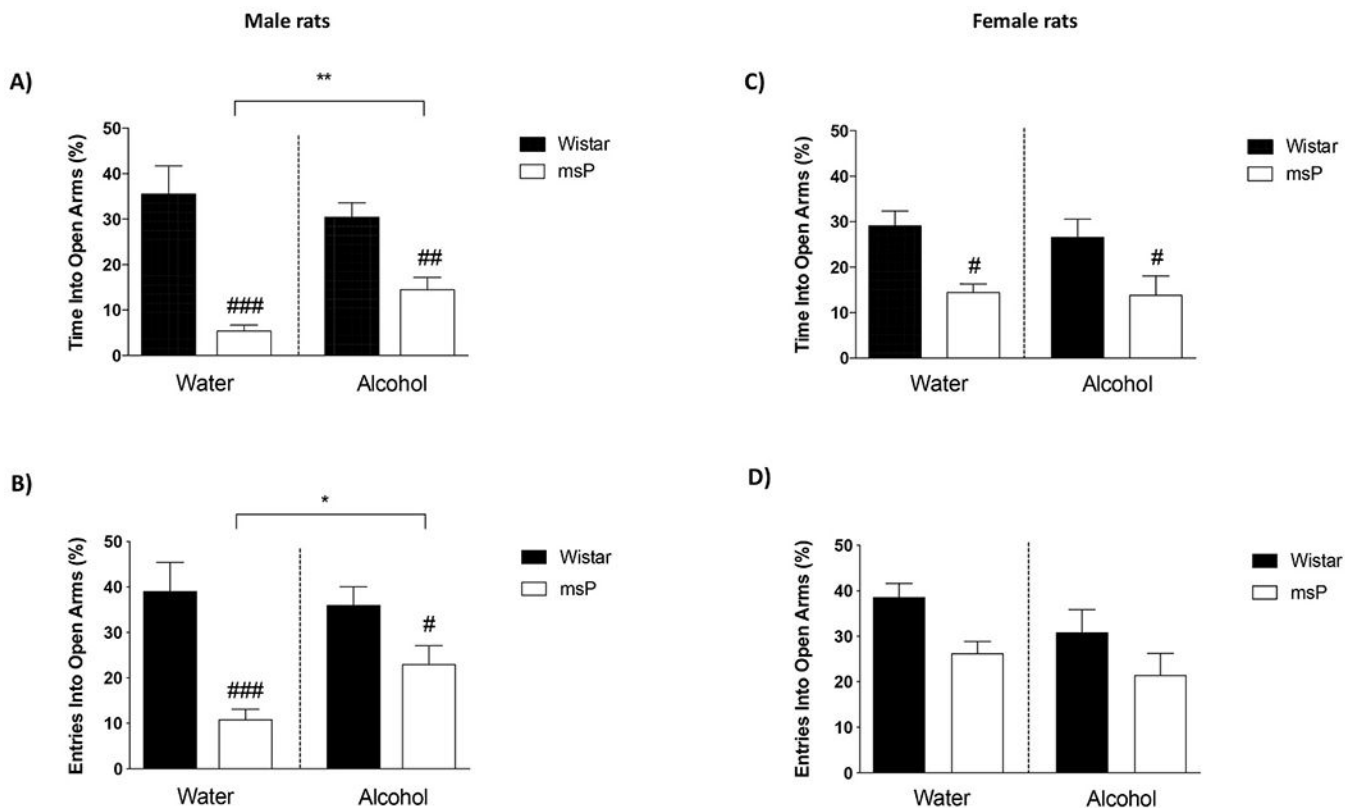 Male rats
Female rats
A)
**
Time Into Open Arms (%)
50
40
30
20
10
0
###
##
Water
Alcohol
Wistar
msP
C)
Time Into Open Arms (%)
50
40
30
20
10
0
#
#
Water
Alcohol
Wistar
msP
B)
*
Entries Into Open Arms (%)
50
40
30
20
10
0
###
#
Water
Alcohol
Wistar
msP
D)
Entries Into Open Arms (%)
50
40
30
20
10
0
Water
Alcohol
Wistar
msP